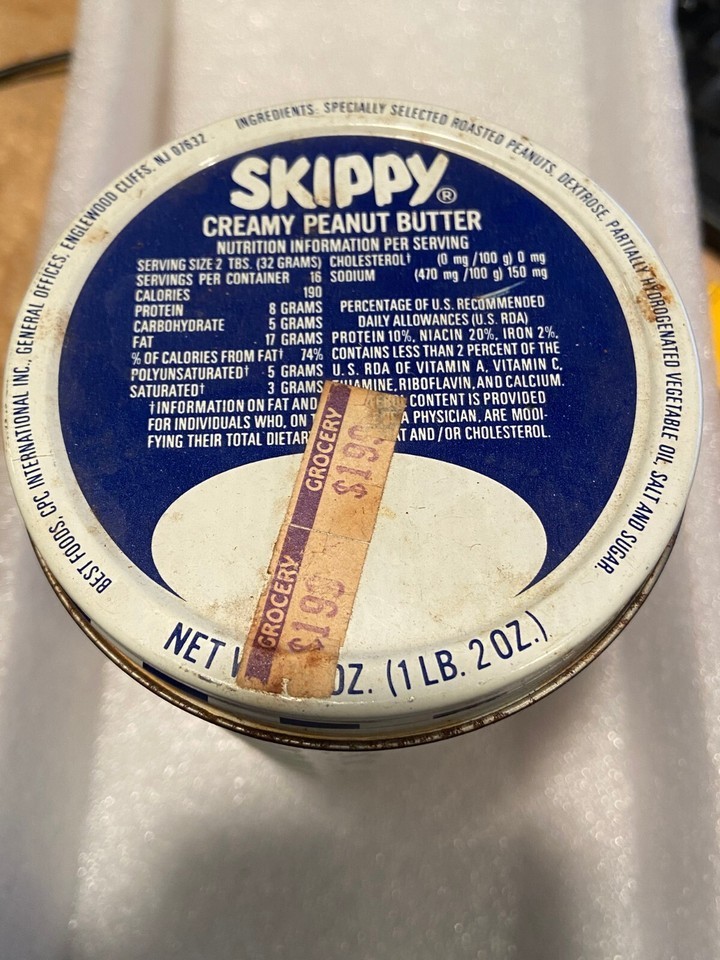 INGREDIENTS: SPECIALLY SELECTED ROASTED PEANUTS, DEXTROSE, PARTIALLY HYDROGENATED VEGETABLE OIL, SALT AND SUGAR.
BEST FOODS, CPC INTERNATIONAL INC. GENERAL OFFICES, ENGLEWOOD CLIFFS, NJ 07632
SKIPPY®
CREAMY PEANUT BUTTER
NUTRITION INFORMATION PER SERVING
SERVING SIZE-2 TBS. (32 GRAMS)
SERVINGS PER CONTAINER 16
CALORIES 190
PROTEIN 8 GRAMS
CARBOHYDRATE 5 GRAMS
FAT 17 GRAMS
% OF CALORIES FROM FAT† 74%
POLYUNSATURATED† 5 GRAMS
SATURATED† 3 GRAMS
CHOLESTEROL† (0 mg /100 g) 0 mg
SODIUM (470 mg /100 g) 150 mg
PERCENTAGE OF U.S. RECOMMENDED
DAILY ALLOWANCES (U.S. RDA)
PROTEIN 10%, NIACIN 20%, IRON 2%,
CONTAINS LESS THAN 2 PERCENT OF THE
U.S. RDA OF VITAMIN A, VITAMIN C,
THIAMINE, RIBOFLAVIN, AND CALCIUM.
†INFORMATION ON FAT AND CONTENT IS PROVIDED
FOR INDIVIDUALS WHO, ON A PHYSICIAN, ARE MODI-
FYING THEIR TOTAL DIETAR AT AND/OR CHOLESTEROL.
GROCERY
$1.99
GROCERY
$1.99
NET OZ. (1 LB. 2 OZ.)